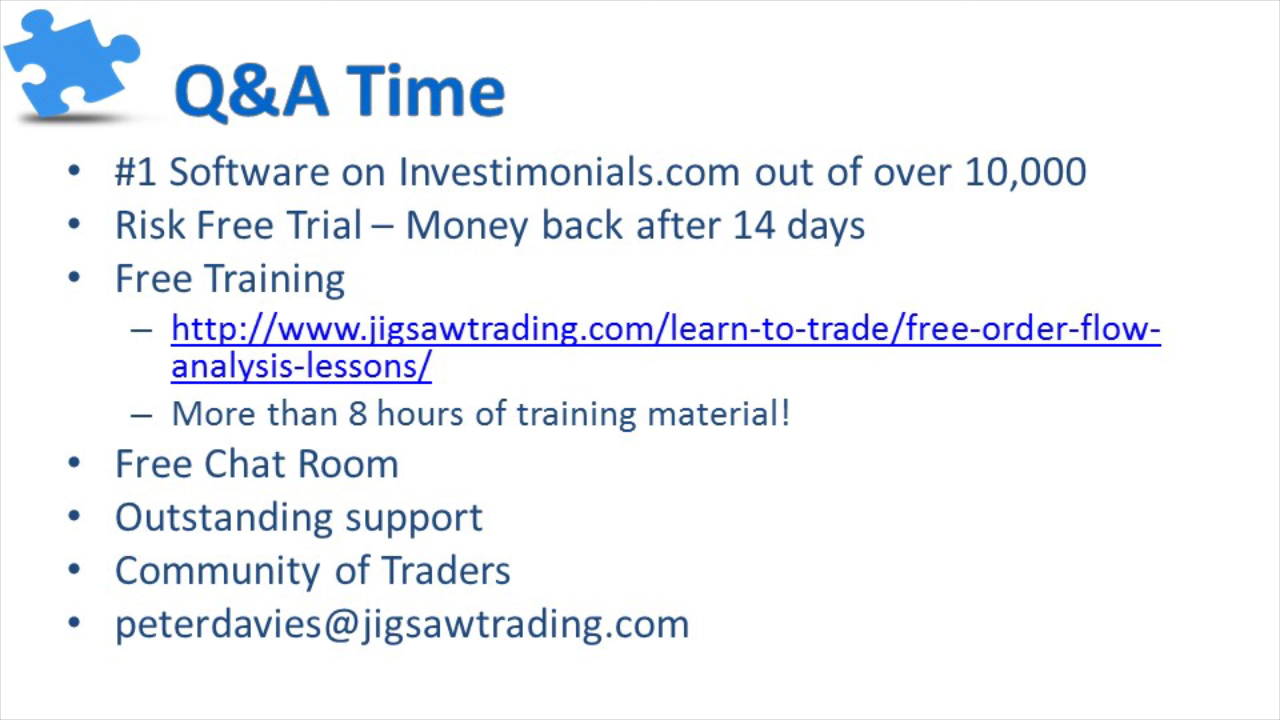 Q&A Time
• #1 Software on Investimonials.com out of over 10,000
• Risk Free Trial – Money back after 14 days
• Free Training
– http://www.jigsawtrading.com/learn-to-trade/free-order-flow-
analysis-lessons/
– More than 8 hours of training material!
• Free Chat Room
• Outstanding support
• Community of Traders
• peterdavies@jigsawtrading.com